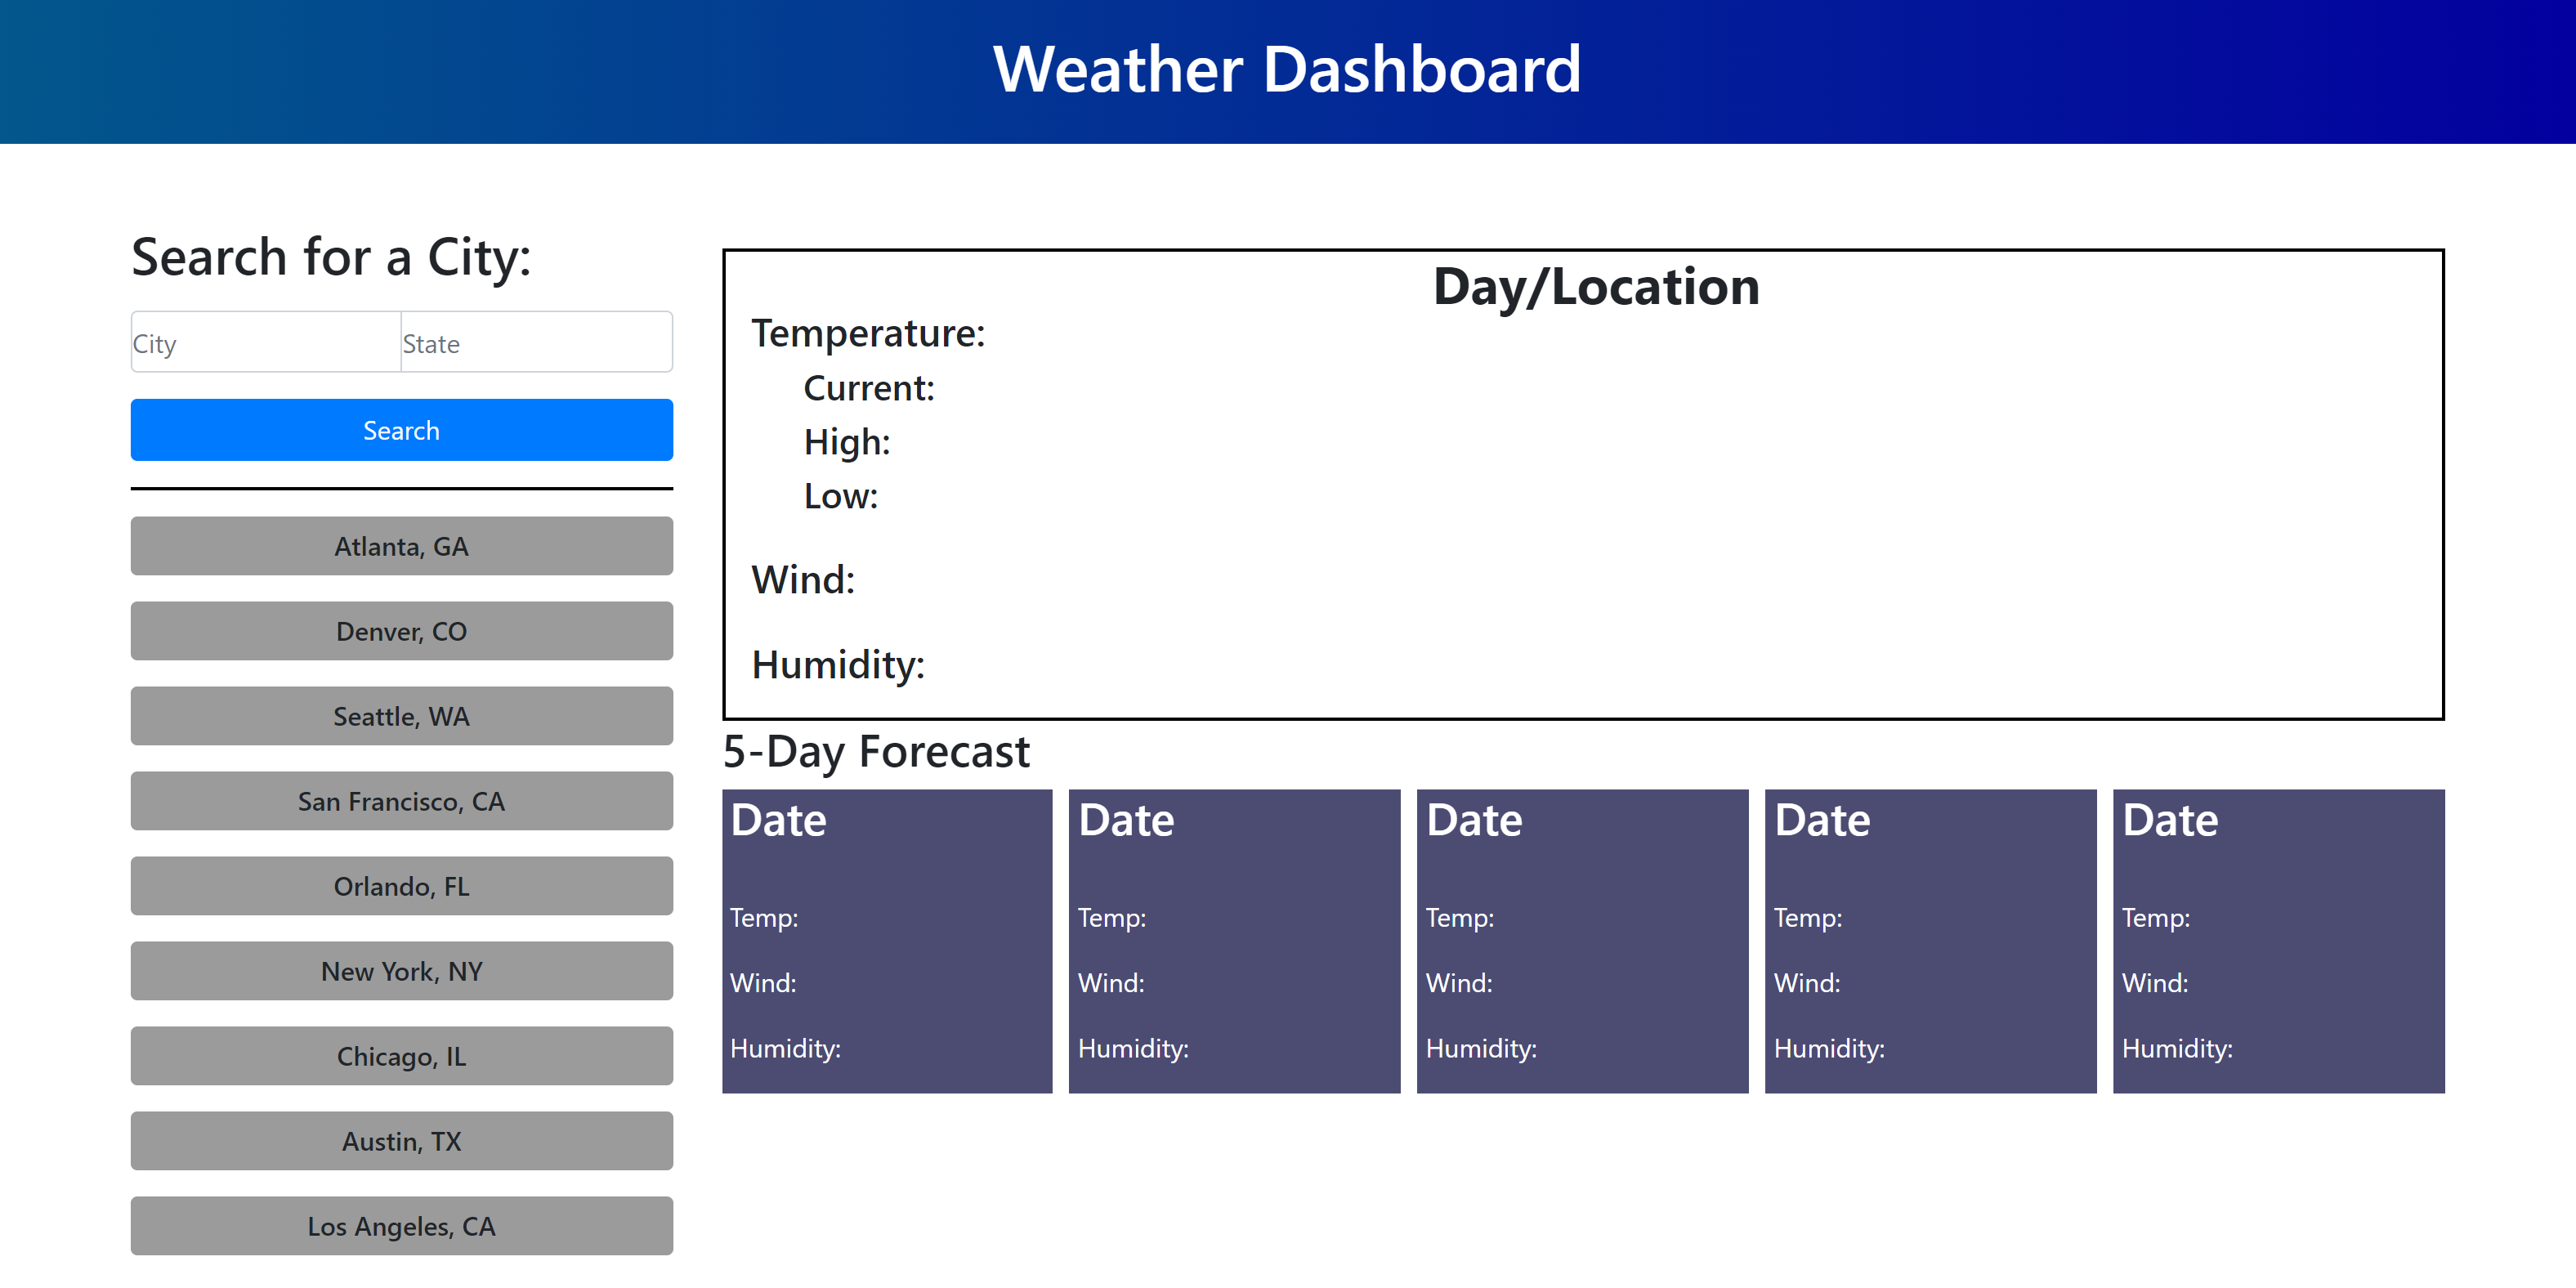 Weather Dashboard
Search for a City:
City
State
Search
Atlanta, GA
Denver, CO
Seattle, WA
San Francisco, CA
Orlando, FL
New York, NY
Chicago, IL
Austin, TX
Los Angeles, CA
Day/Location
Temperature:
Current:
High:
Low:
Wind:
Humidity:
5-Day Forecast
Date
Temp:
Wind:
Humidity:
Date
Temp:
Wind:
Humidity:
Date
Temp:
Wind:
Humidity:
Date
Temp:
Wind:
Humidity:
Date
Temp:
Wind:
Humidity: